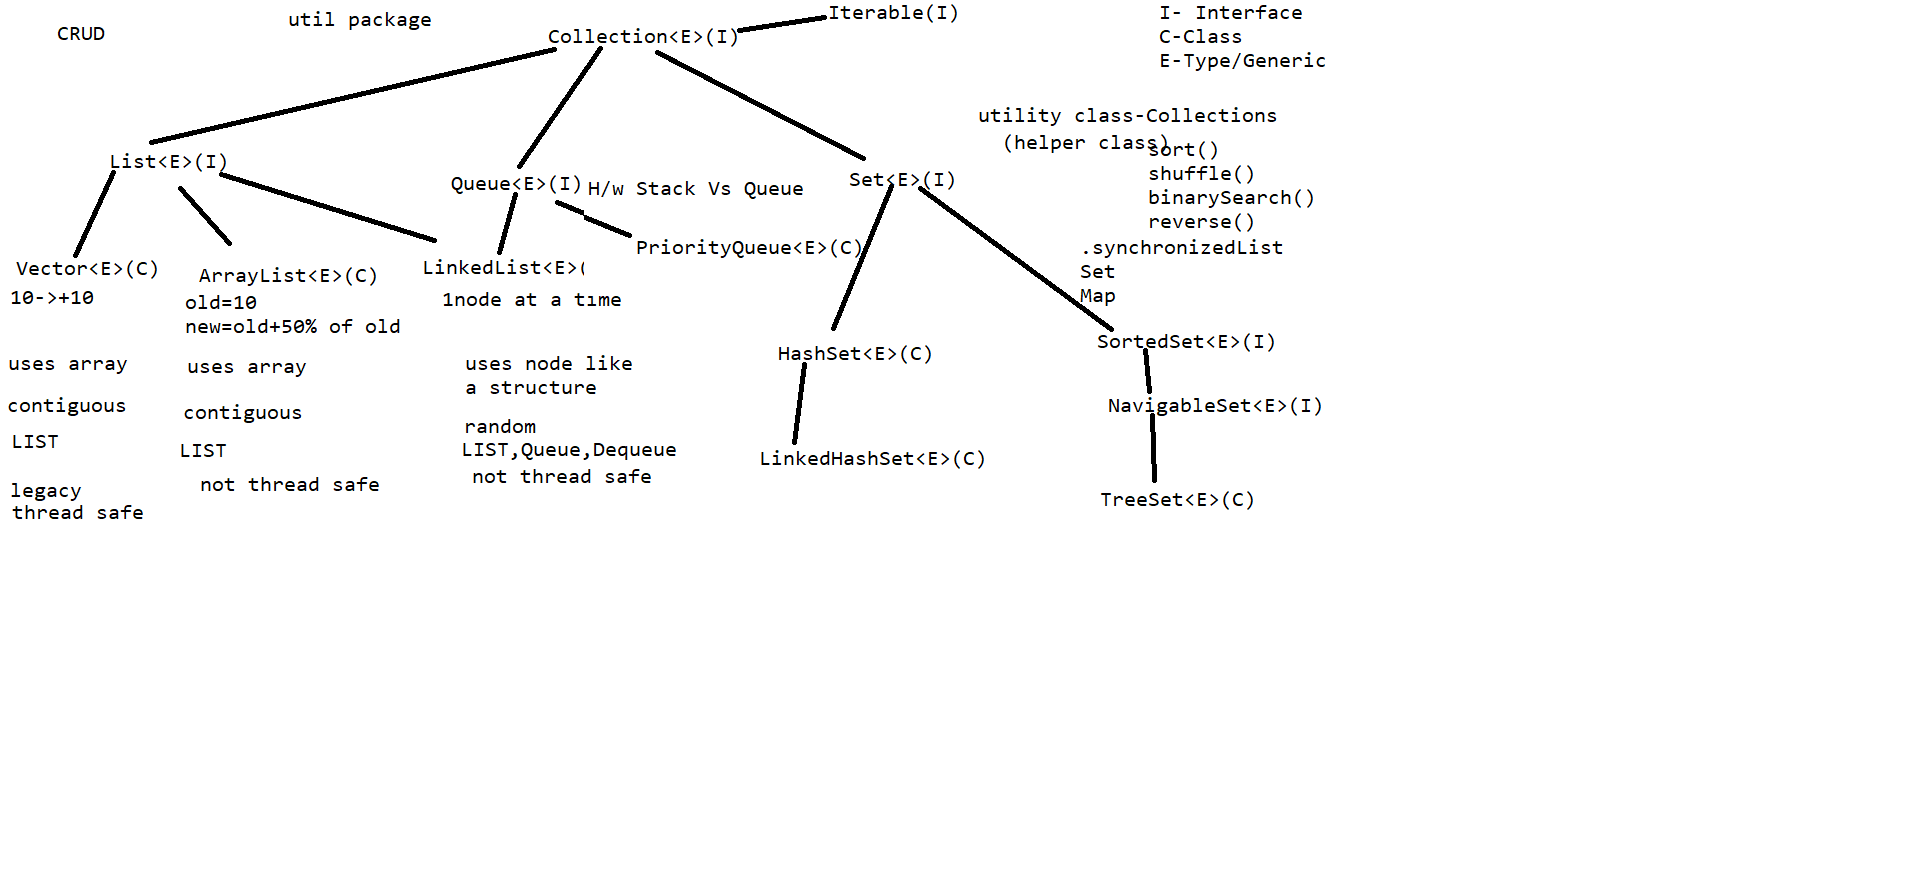 CRUD
util package
Collection<E>(I)
Iterable(I)
I- Interface
C-Class
E-Type/Generic
utility class-Collections
(helper class)
sort()
shuffle()
binarySearch()
reverse()
.synchronizedList
Set
Map
List<E>(I)
Queue<E>(I)
H/w Stack Vs Queue
Set<E>(I)
PriorityQueue<E>(C)
Vector<E>(C)
10->+10
uses array
contiguous
LIST
legacy
thread safe
ArrayList<E>(C)
old=10
new=old+50% of old
uses array
contiguous
LIST
not thread safe
LinkedList<E>(
1node at a time
uses node like
a structure
random
LIST,Queue,Dequeue
not thread safe
HashSet<E>(C)
LinkedHashSet<E>(C)
SortedSet<E>(I)
NavigableSet<E>(I)
TreeSet<E>(C)